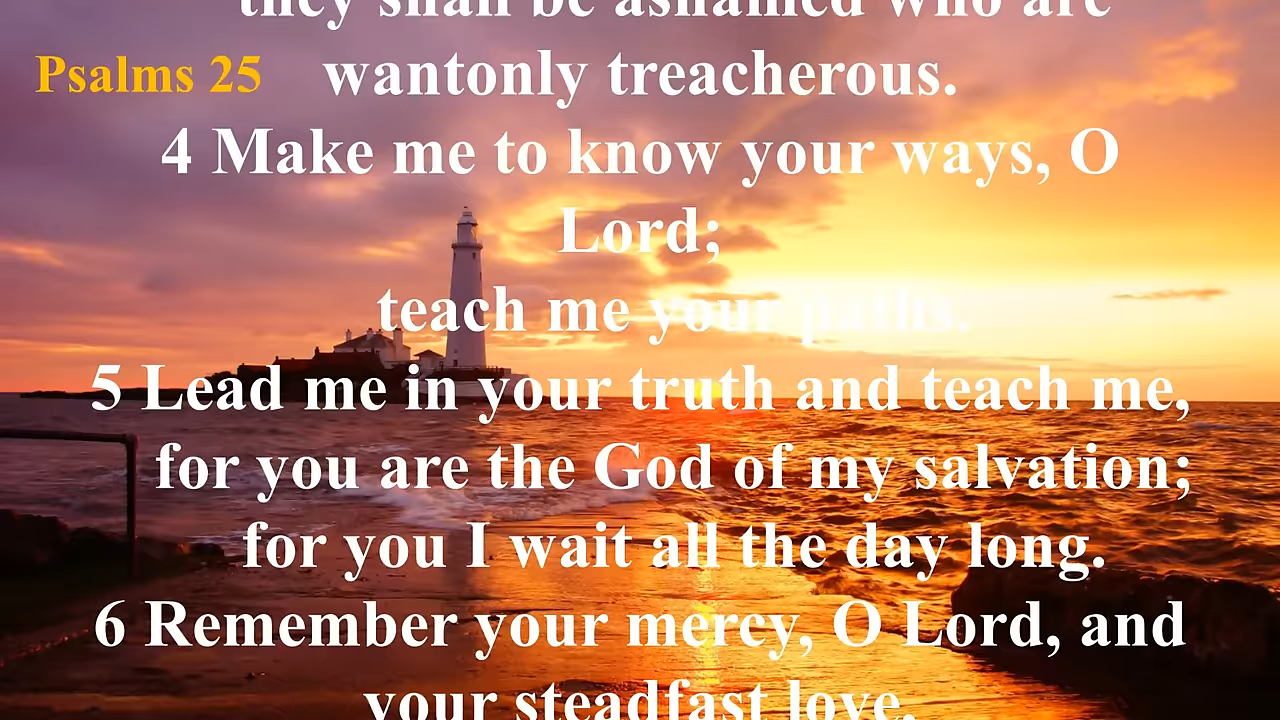 they shall be ashamed who are
Psalms 25
wantonly treacherous.
4 Make me to know your ways, O
Lord;
teach me your paths.
5 Lead me in your truth and teach me,
for you are the God of my salvation;
for you I wait all the day long.
6 Remember your mercy, O Lord, and
your steadfast love,